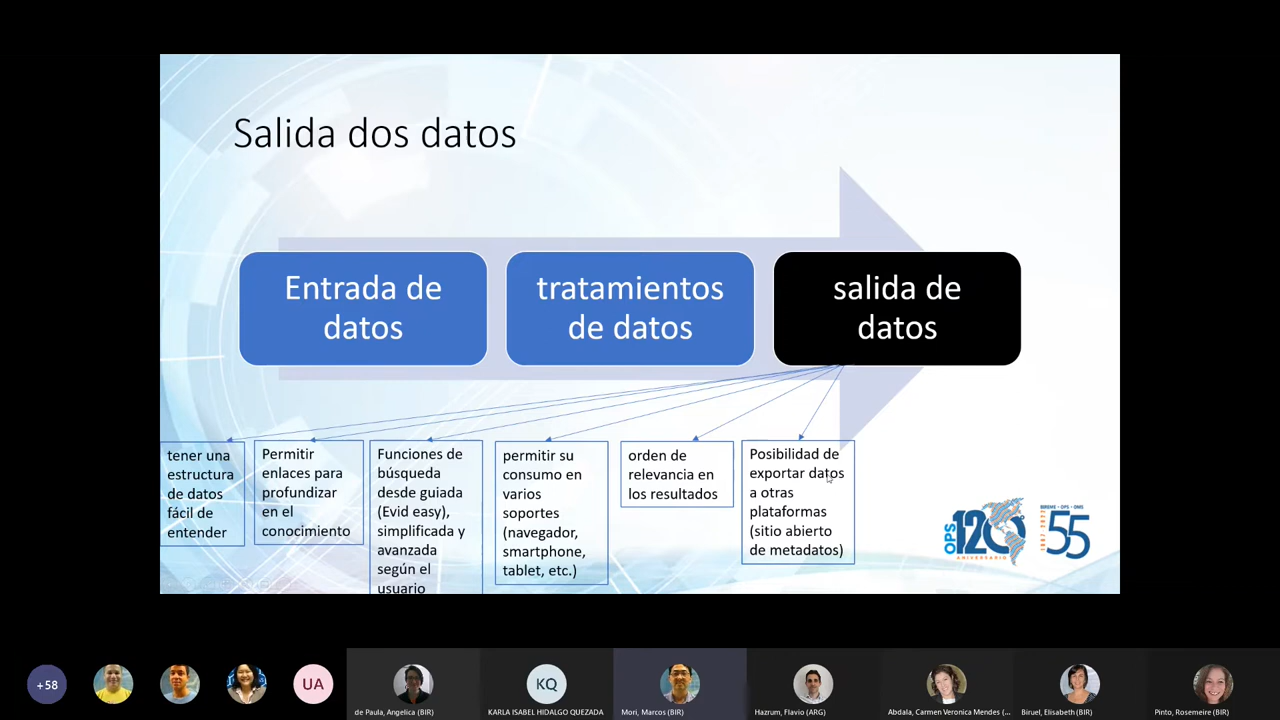 Salida dos datos
Entrada de
datos
tratamientos
de datos
salida de
datos
tener una
estructura
de datos
fácil de
entender
Permitir
enlaces para
profundizar
en el
conocimiento
Funciones de
búsqueda
desde guiada
(Evid easy),
simplificada y
avanzada
según el
usuario
permitir su
consumo en
varios
soportes
(navegador,
smartphone,
tablet, etc.)
orden de
relevancia en
los resultados
Posibilidad de
exportar datos
a otras
plataformas
(sitio abierto
de metadatos)
OPS
120
ANIVERSARIO
BIREME • OPS • OMS
55
+58
UA
de Paula, Angelica (BIR)
KQ
KARLA ISABEL HIDALGO QUEZADA
Mori, Marcos (BIR)
Hazrum, Flavio (ARG)
Abdala, Carmen Veronica Mendes (...
Biruel, Elisabeth (BIR)
Pinto, Rosemeire (BIR)